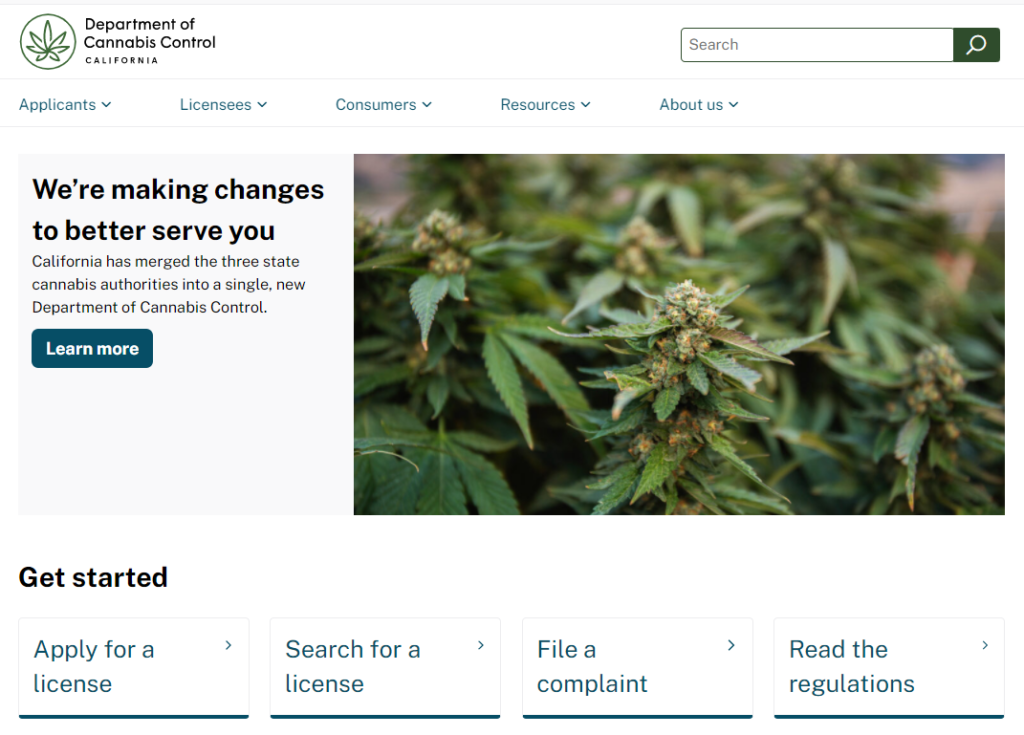 Department of
Cannabis Control
CALIFORNIA
Search
Applicants
Licensees
Consumers
Resources
About us
We’re making changes
to better serve you
California has merged the three state
cannabis authorities into a single, new
Department of Cannabis Control.
Learn more
Get started
Apply for a
license
Search for a
license
File a
complaint
Read the
regulations